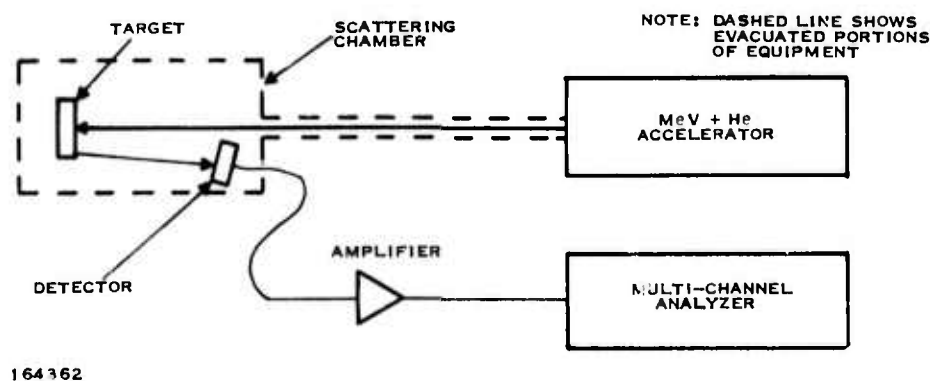 TARGET
SCATTERING
CHAMBER
NOTE: DASHED LINE SHOWS
EVACUATED PORTIONS
OF EQUIPMENT
MeV + He
ACCELERATOR
DETECTOR
AMPLIFIER
MULTI-CHANNEL
ANALYZER
164362